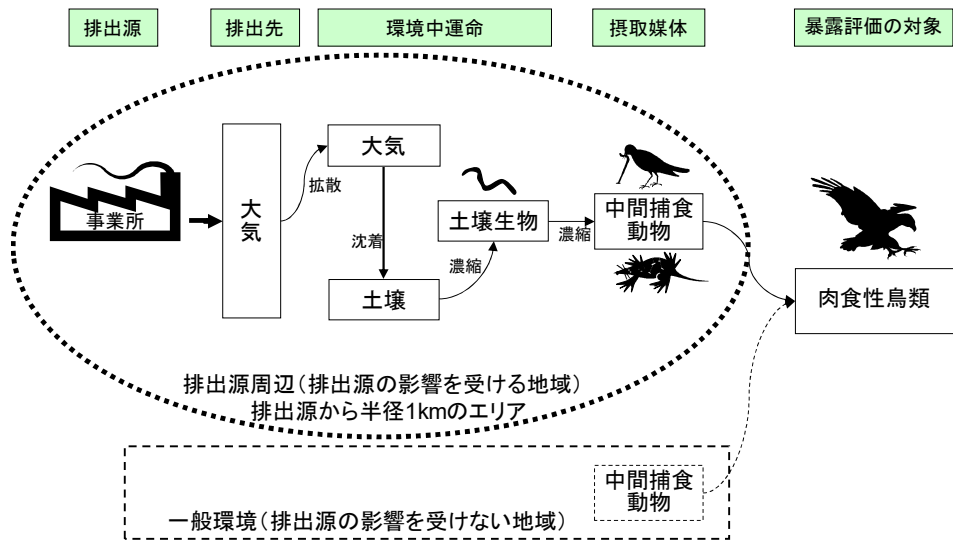 排出源
排出先
環境中運命
摂取媒体
暴露評価の対象
事業所
大気
拡散
大気
沈着
土壌
濃縮
土壌生物
濃縮
中間捕食
動物
肉食性鳥類
排出源周辺（排出源の影響を受ける地域）
排出源から半径1kmのエリア
中間捕食
動物
一般環境（排出源の影響を受けない地域）